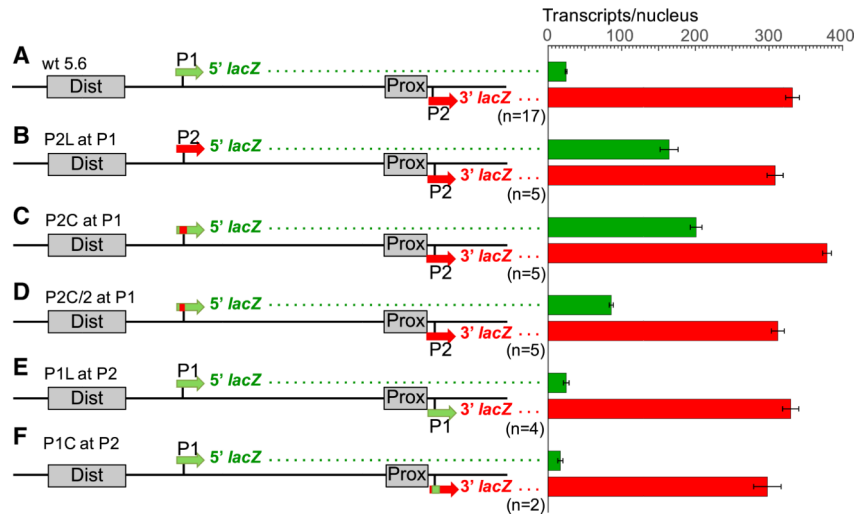 Transcripts/nucleus
0 100 200 300 400
A wt 5.6 P1 5' lacZ
Dist Prox 3' lacZ
P2 (n=17)
B P2L at P1 P2 5' lacZ
Dist Prox 3' lacZ
P2 (n=5)
C P2C at P1 5' lacZ
Dist Prox 3' lacZ
P2 (n=5)
D P2C/2 at P1 5' lacZ
Dist Prox 3' lacZ
P2 (n=5)
E P1L at P2 P1 5' lacZ
Dist Prox 3' lacZ
P1 (n=4)
F P1C at P2 P1 5' lacZ
Dist Prox 3' lacZ
(n=2)